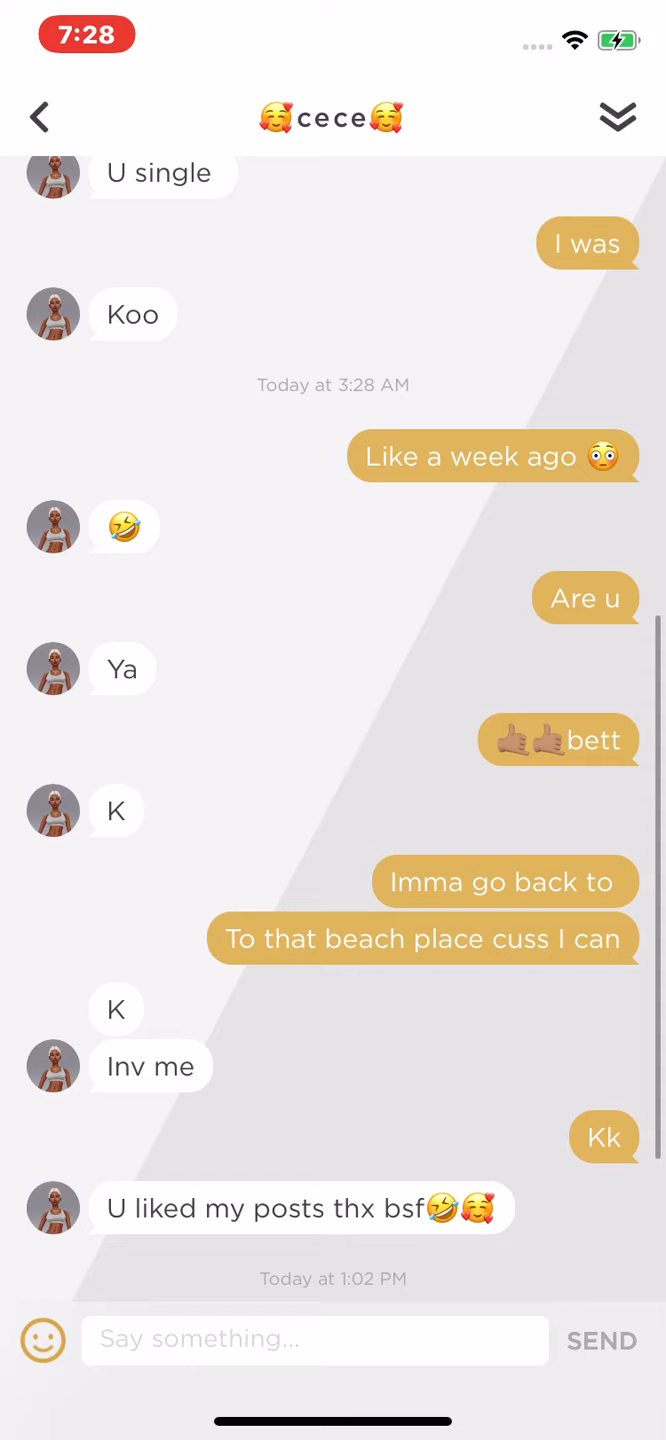 7:28
🥰cece🥰
U single
I was
Koo
Today at 3:28 AM
Like a week ago 😳
🤣
Are u
Ya
🤙🏽🤙🏽bett
K
Imma go back to
To that beach place cuss I can
K
Inv me
Kk
U liked my posts thx bsf🤣🥰
Today at 1:02 PM
Say something...
SEND